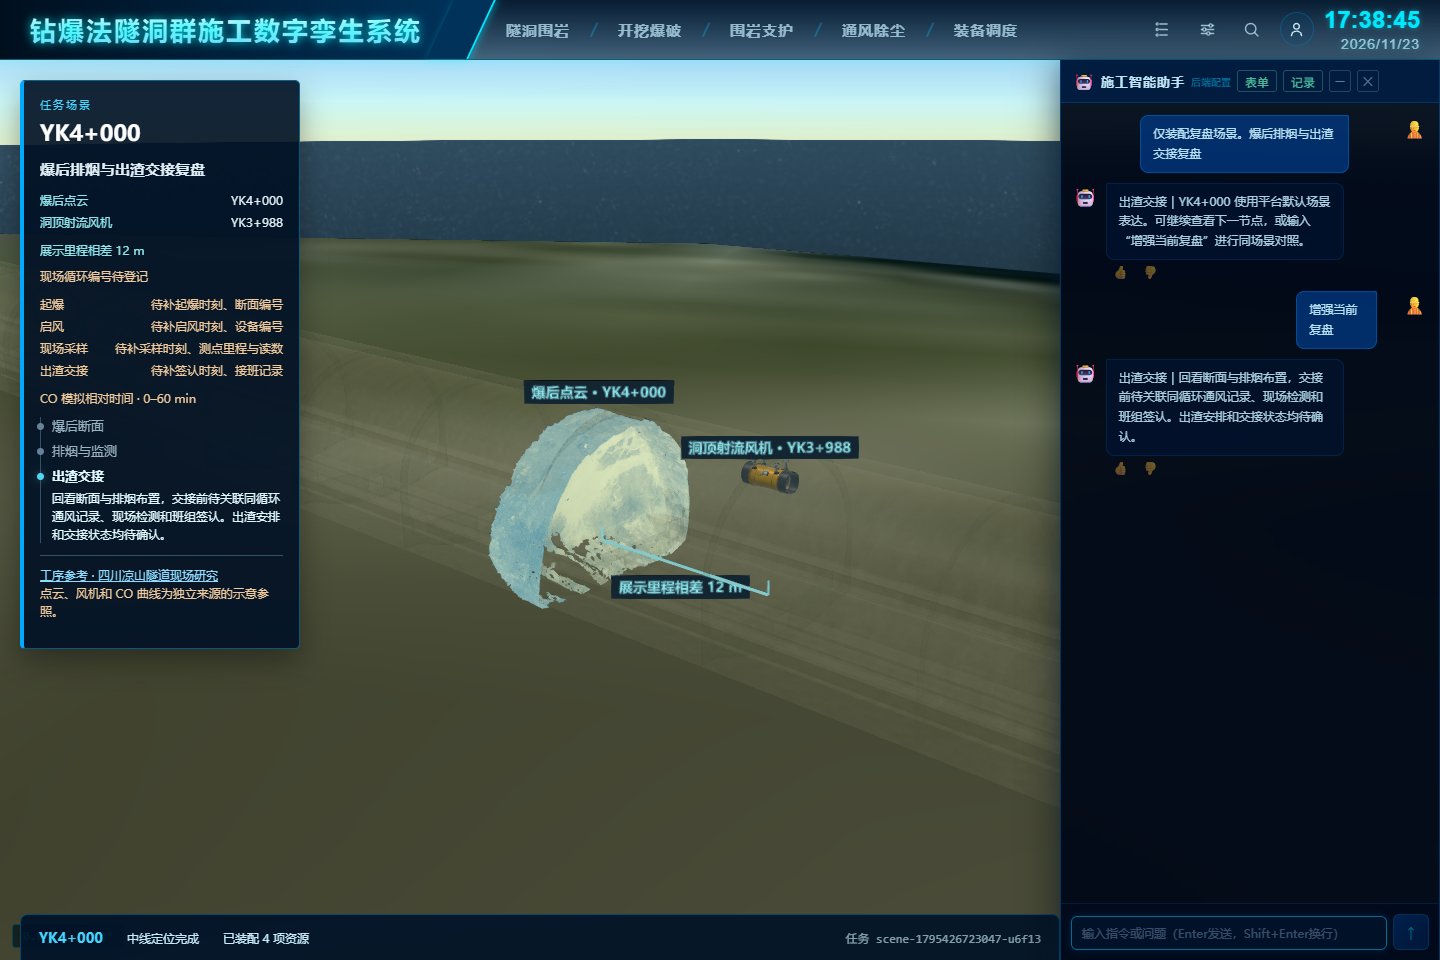 钻爆法隧洞群施工数字孪生系统
隧洞围岩 / 开挖爆破 / 围岩支护 / 通风除尘 / 装备调度
17:38:45
2026/11/23
任务场景
YK4+000
爆后排烟与出渣交接复盘
爆后点云 YK4+000
洞顶射流风机 YK3+988
展示里程相差 12 m
现场循环编号待登记
起爆 待补起爆时刻、断面编号
启风 待补启风时刻、设备编号
现场采样 待补采样时刻、测点里程与读数
出渣交接 待补签认时刻、接班记录
CO 模拟相对时间 · 0–60 min
爆后断面
排烟与监测
出渣交接
回看断面与排烟布置，交接前待关联同循环
通风记录、现场检测和班组签认。出渣安排
和交接状态均待确认。
工序参考 · 四川凉山隧道现场研究
点云、风机和 CO 曲线为独立来源的示意参
照。
爆后点云 · YK4+000
洞顶射流风机 · YK3+988
展示里程相差 12 m
施工智能助手 后端配置 表单 记录
仅装配复盘场景。爆后排烟与出渣
交接复盘
出渣交接 | YK4+000 使用平台默认场景
表达。可继续查看下一节点，或输入
“增强当前复盘”进行同场景对照。
增强当前
复盘
出渣交接 | 回看断面与排烟布置，交接
前待关联同循环通风记录、现场检测和
班组签认。出渣安排和交接状态均待确
认。
输入指令或问题（Enter发送，Shift+Enter换行） ↑
YK4+000 中线定位完成 已装配 4 项资源 任务 scene-1795426723047-u6f13